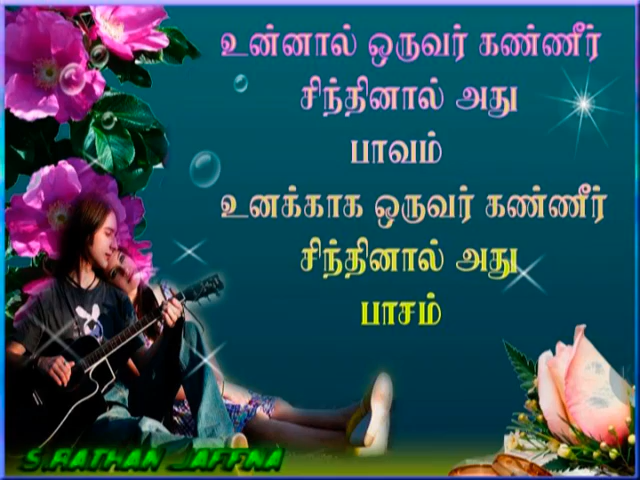 உன்னால் ஒருவர் கண்ணீர்
சிந்தினால் அது
பாவம்
உனக்காக ஒருவர் கண்ணீர்
சிந்தினால் அது
பாசம்
S.RATHAN JAFFNA